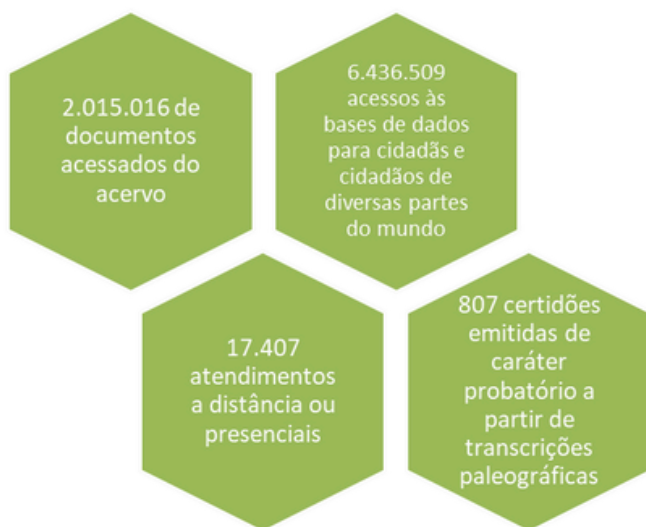 2.015.016 de
documentos
acessados do
acervo
6.436.509
acessos às
bases de dados
para cidadãs e
cidadãos de
diversas partes
do mundo
17.407
atendimentos
a distância ou
presenciais
807 certidões
emitidas de
caráter
probatório a
partir de
transcrições
paleográficas